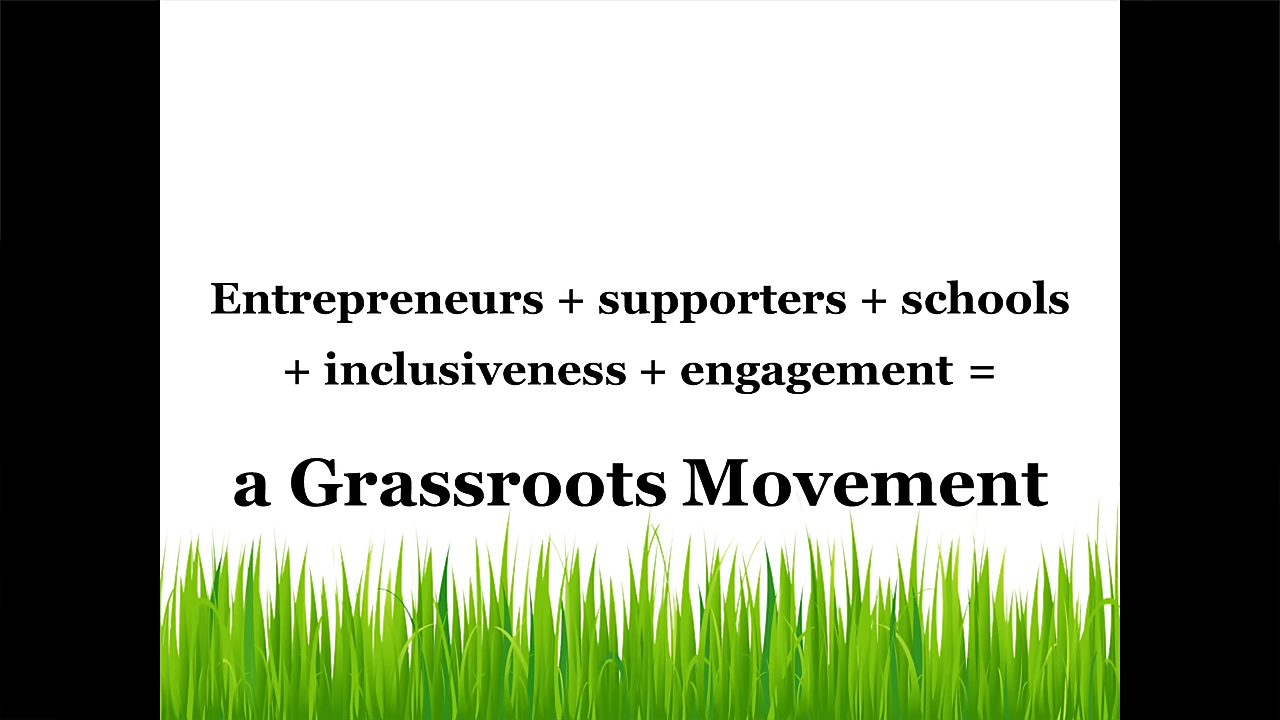 Entrepreneurs + supporters + schools
+ inclusiveness + engagement =
a Grassroots Movement